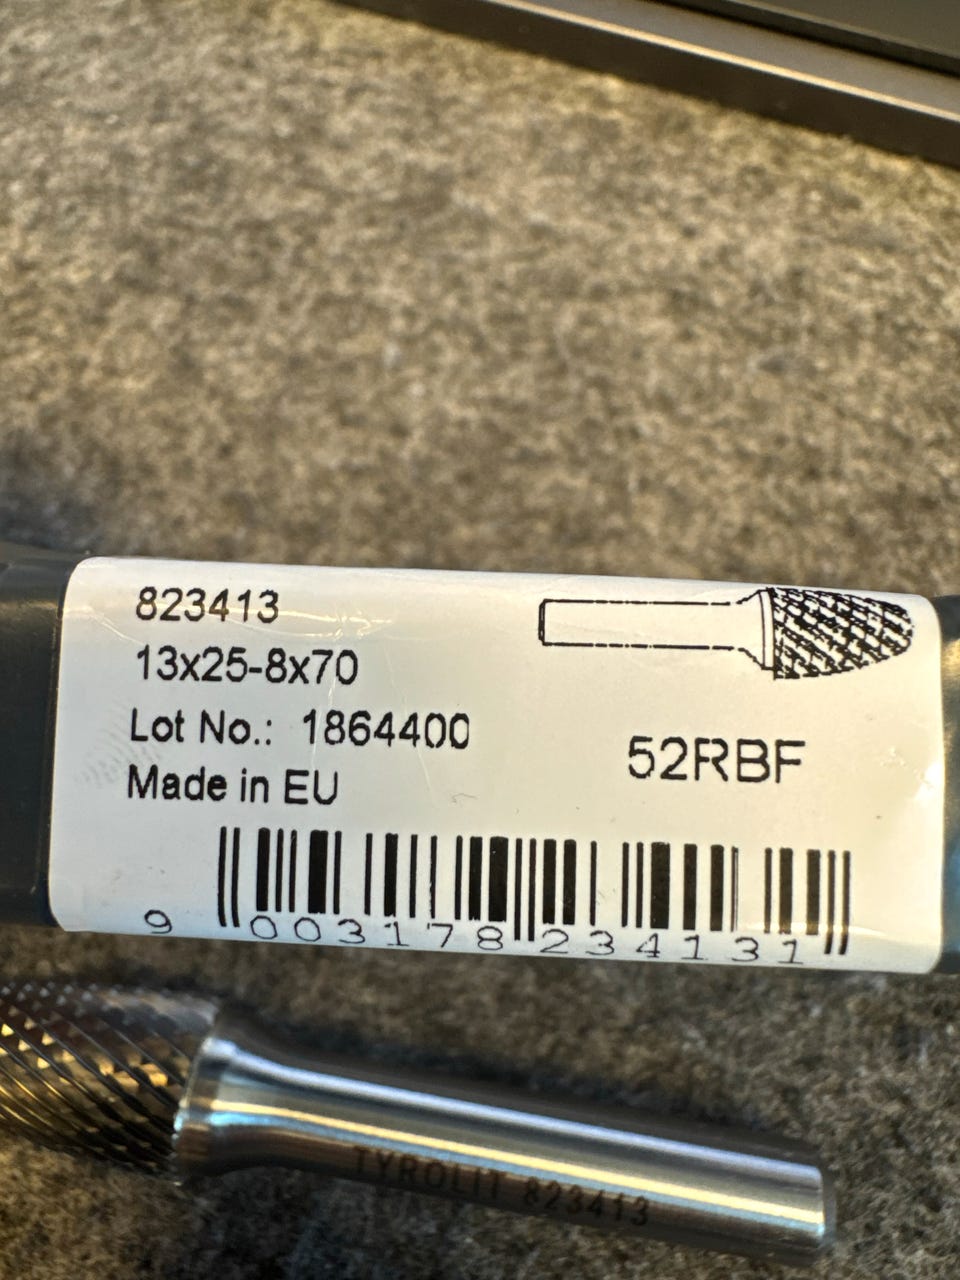 823413
13x25-8x70
Lot No.: 1864400
Made in EU
52RBF
9 003178 234131
TYROLIT 823413